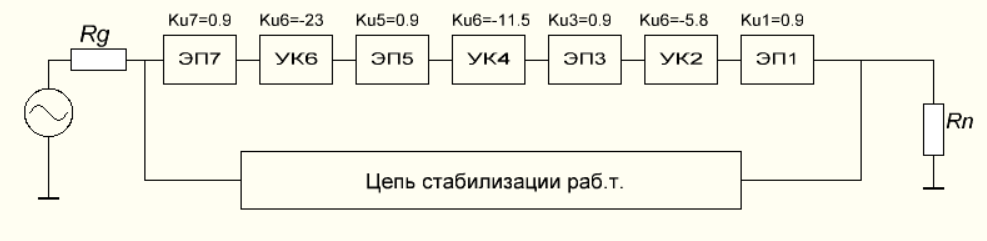 Ku7=0.9 Ku6=-23 Ku5=0.9 Ku6=-11.5 Ku3=0.9 Ku6=-5.8 Ku1=0.9
Rg
ЭП7 УК6 ЭП5 УК4 ЭП3 УК2 ЭП1
Rn
Цепь стабилизации раб.т.